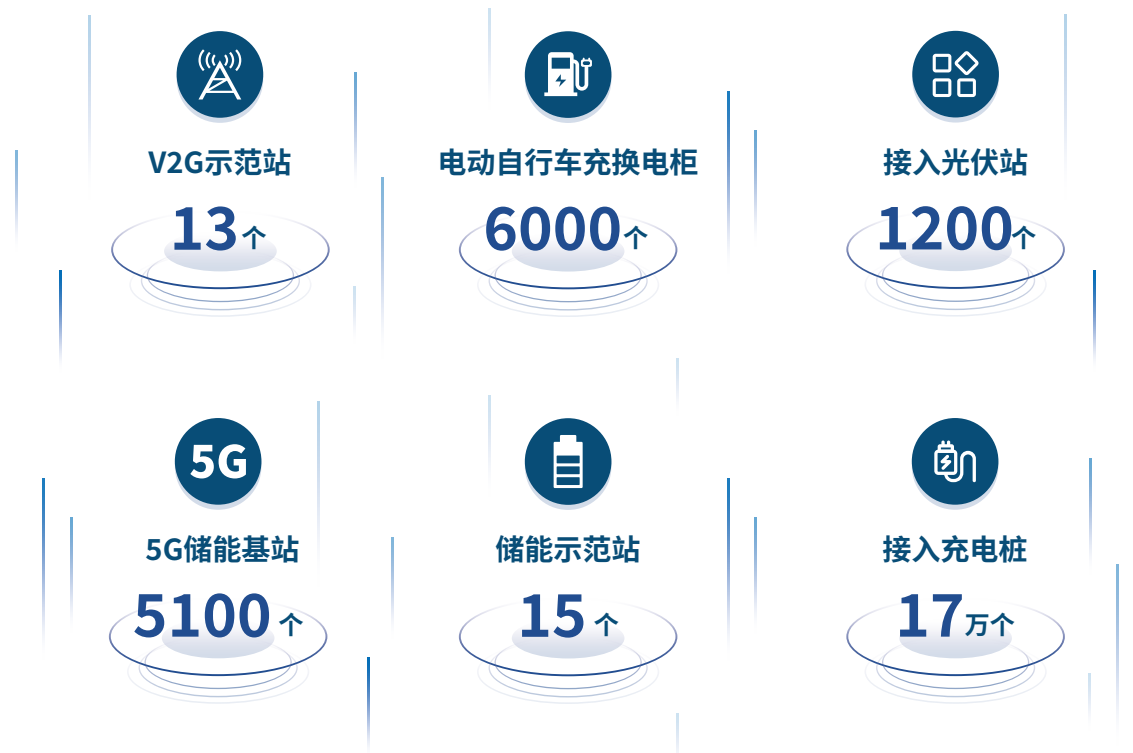 V2G示范站
13个
电动自行车充换电柜
6000个
接入光伏站
1200个
5G
5G储能基站
5100个
储能示范站
15个
接入充电桩
17万个